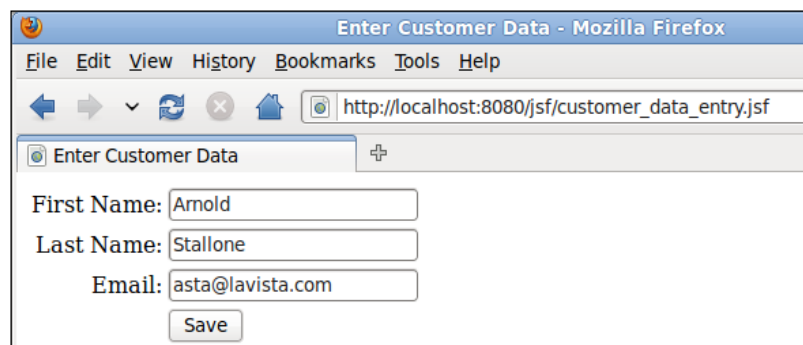 Enter Customer Data - Mozilla Firefox
File Edit View History Bookmarks Tools Help
http://localhost:8080/jsf/customer_data_entry.jsf
Enter Customer Data
First Name: Arnold
Last Name: Stallone
Email: asta@lavista.com
Save